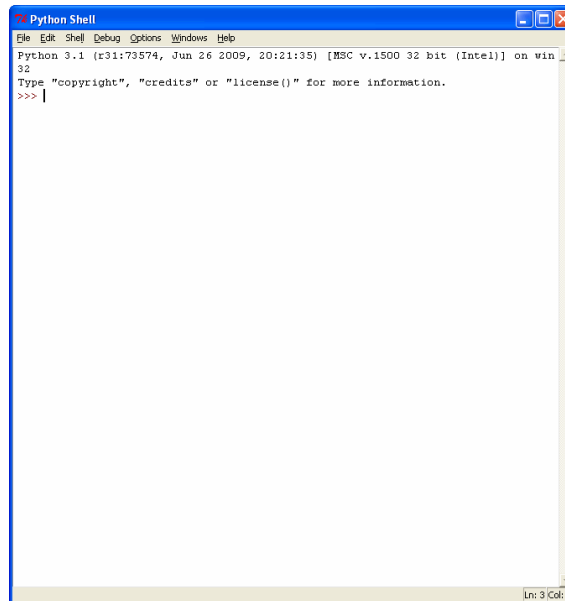 Python Shell
File Edit Shell Debug Options Windows Help
Python 3.1 (r31:73574, Jun 26 2009, 20:21:35) [MSC v.1500 32 bit (Intel)] on win
32
Type "copyright", "credits" or "license()" for more information.
>>>
Ln: 3 Col: